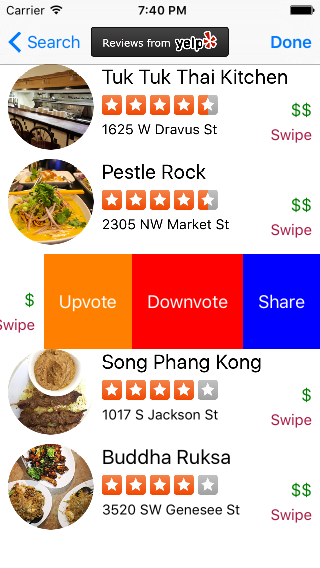 Carrier 7:40 PM
Search Reviews from yelp Done
Tuk Tuk Thai Kitchen
$$
1625 W Dravus St
Swipe
Pestle Rock
$$
2305 NW Market St
Swipe
$ Upvote Downvote Share
Swipe
Song Phang Kong
$
1017 S Jackson St
Swipe
Buddha Ruksa
$$
3520 SW Genesee St
Swipe